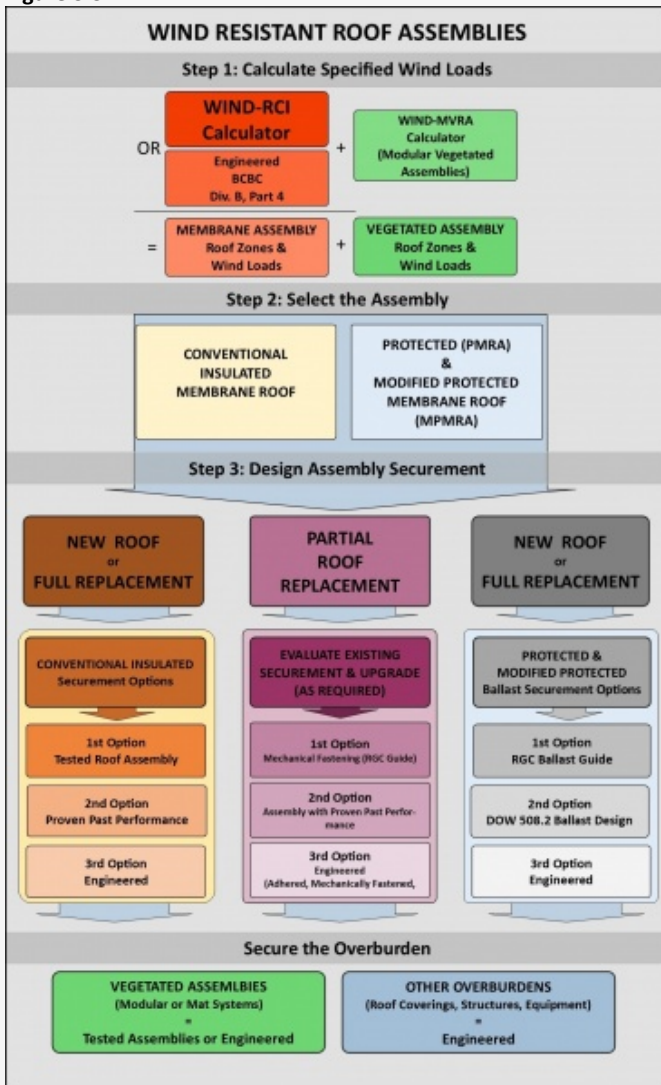 WIND RESISTANT ROOF ASSEMBLIES
Step 1: Calculate Specified Wind Loads
WIND-RCI
Calculator
OR
Engineered
BCBC
Div. B, Part 4
+
WIND-MVRA
Calculator
(Modular Vegetated
Assemblies)
=
MEMBRANE ASSEMBLY
Roof Zones &
Wind Loads
+
VEGETATED ASSEMBLY
Roof Zones &
Wind Loads
Step 2: Select the Assembly
CONVENTIONAL
INSULATED
MEMBRANE ROOF
PROTECTED (PMRA)
&
MODIFIED PROTECTED
MEMBRANE ROOF
(MPMRA)
Step 3: Design Assembly Securement
NEW ROOF
or
FULL REPLACEMENT
CONVENTIONAL INSULATED
Securement Options
1st Option
Tested Roof Assembly
2nd Option
Proven Past Performance
3rd Option
Engineered
PARTIAL
ROOF
REPLACEMENT
EVALUATE EXISTING
SECUREMENT & UPGRADE
(AS REQUIRED)
1st Option
Mechanical Fastening (RGC Guide)
2nd Option
Assembly with Proven Past Perfor-
mance
3rd Option
Engineered
(Adhered, Mechanically Fastened,
NEW ROOF
or
FULL REPLACEMENT
PROTECTED &
MODIFIED PROTECTED
Ballast Securement Options
1st Option
RGC Ballast Guide
2nd Option
DOW 508.2 Ballast Design
3rd Option
Engineered
Secure the Overburden
VEGETATED ASSEMLBIES
(Modular or Mat Systems)
=
Tested Assemblies or Engineered
OTHER OVERBURDENS
(Roof Coverings, Structures, Equipment)
=
Engineered